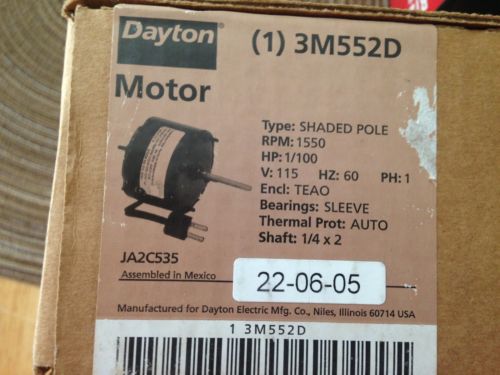 Dayton
(1) 3M552D
Motor
Type: SHADED POLE
RPM: 1550
HP: 1/100
V: 115 HZ: 60 PH: 1
Encl: TEAO
Bearings: SLEEVE
Thermal Prot: AUTO
Shaft: 1/4 x 2
JA2C535
Assembled in Mexico
22-06-05
Manufactured for Dayton Electric Mfg. Co., Niles, Illinois 60714 USA
1 3M552D